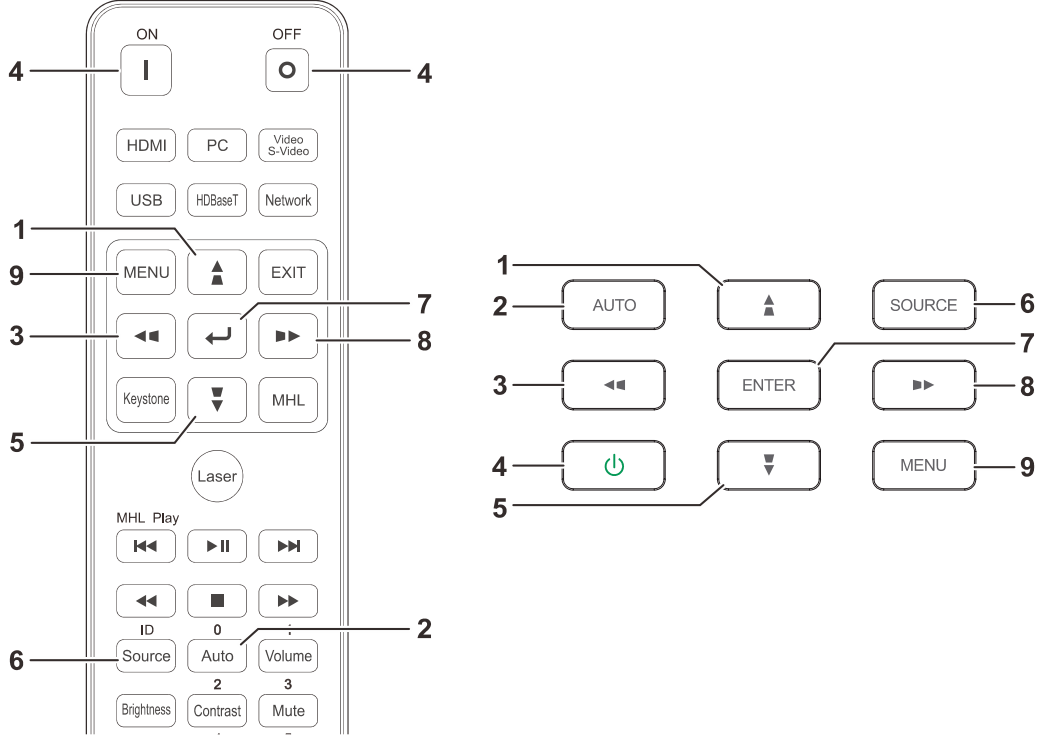 ON OFF
4 4
HDMI PC Video S-Video
USB HDBaseT Network
1
9 MENU EXIT
7
3 8
Keystone MHL
5
Laser
MHL Play
ID 0 1
2
6 Source Auto Volume
2 3
Brightness Contrast Mute
1
2 AUTO SOURCE 6
7
3 ENTER 8
4 MENU 9
5